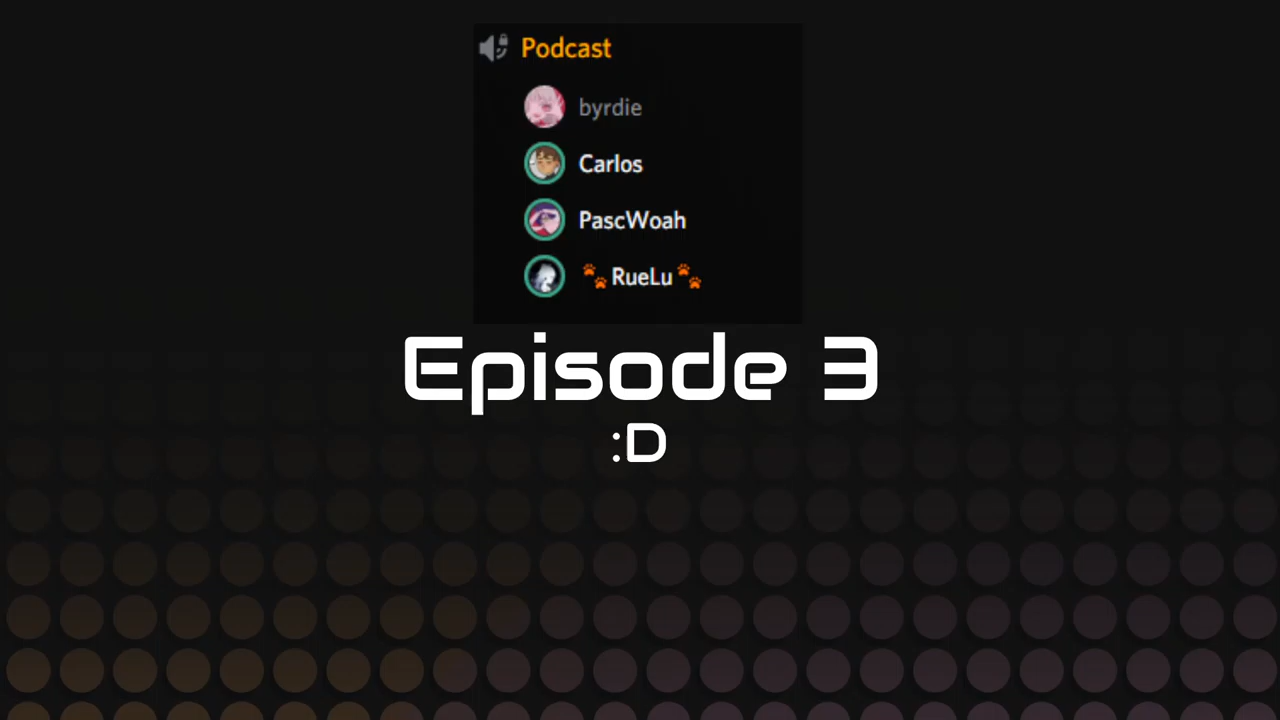 Podcast
byrdie
Carlos
PascWoah
🐾RueLu🐾
Episode 3
:D